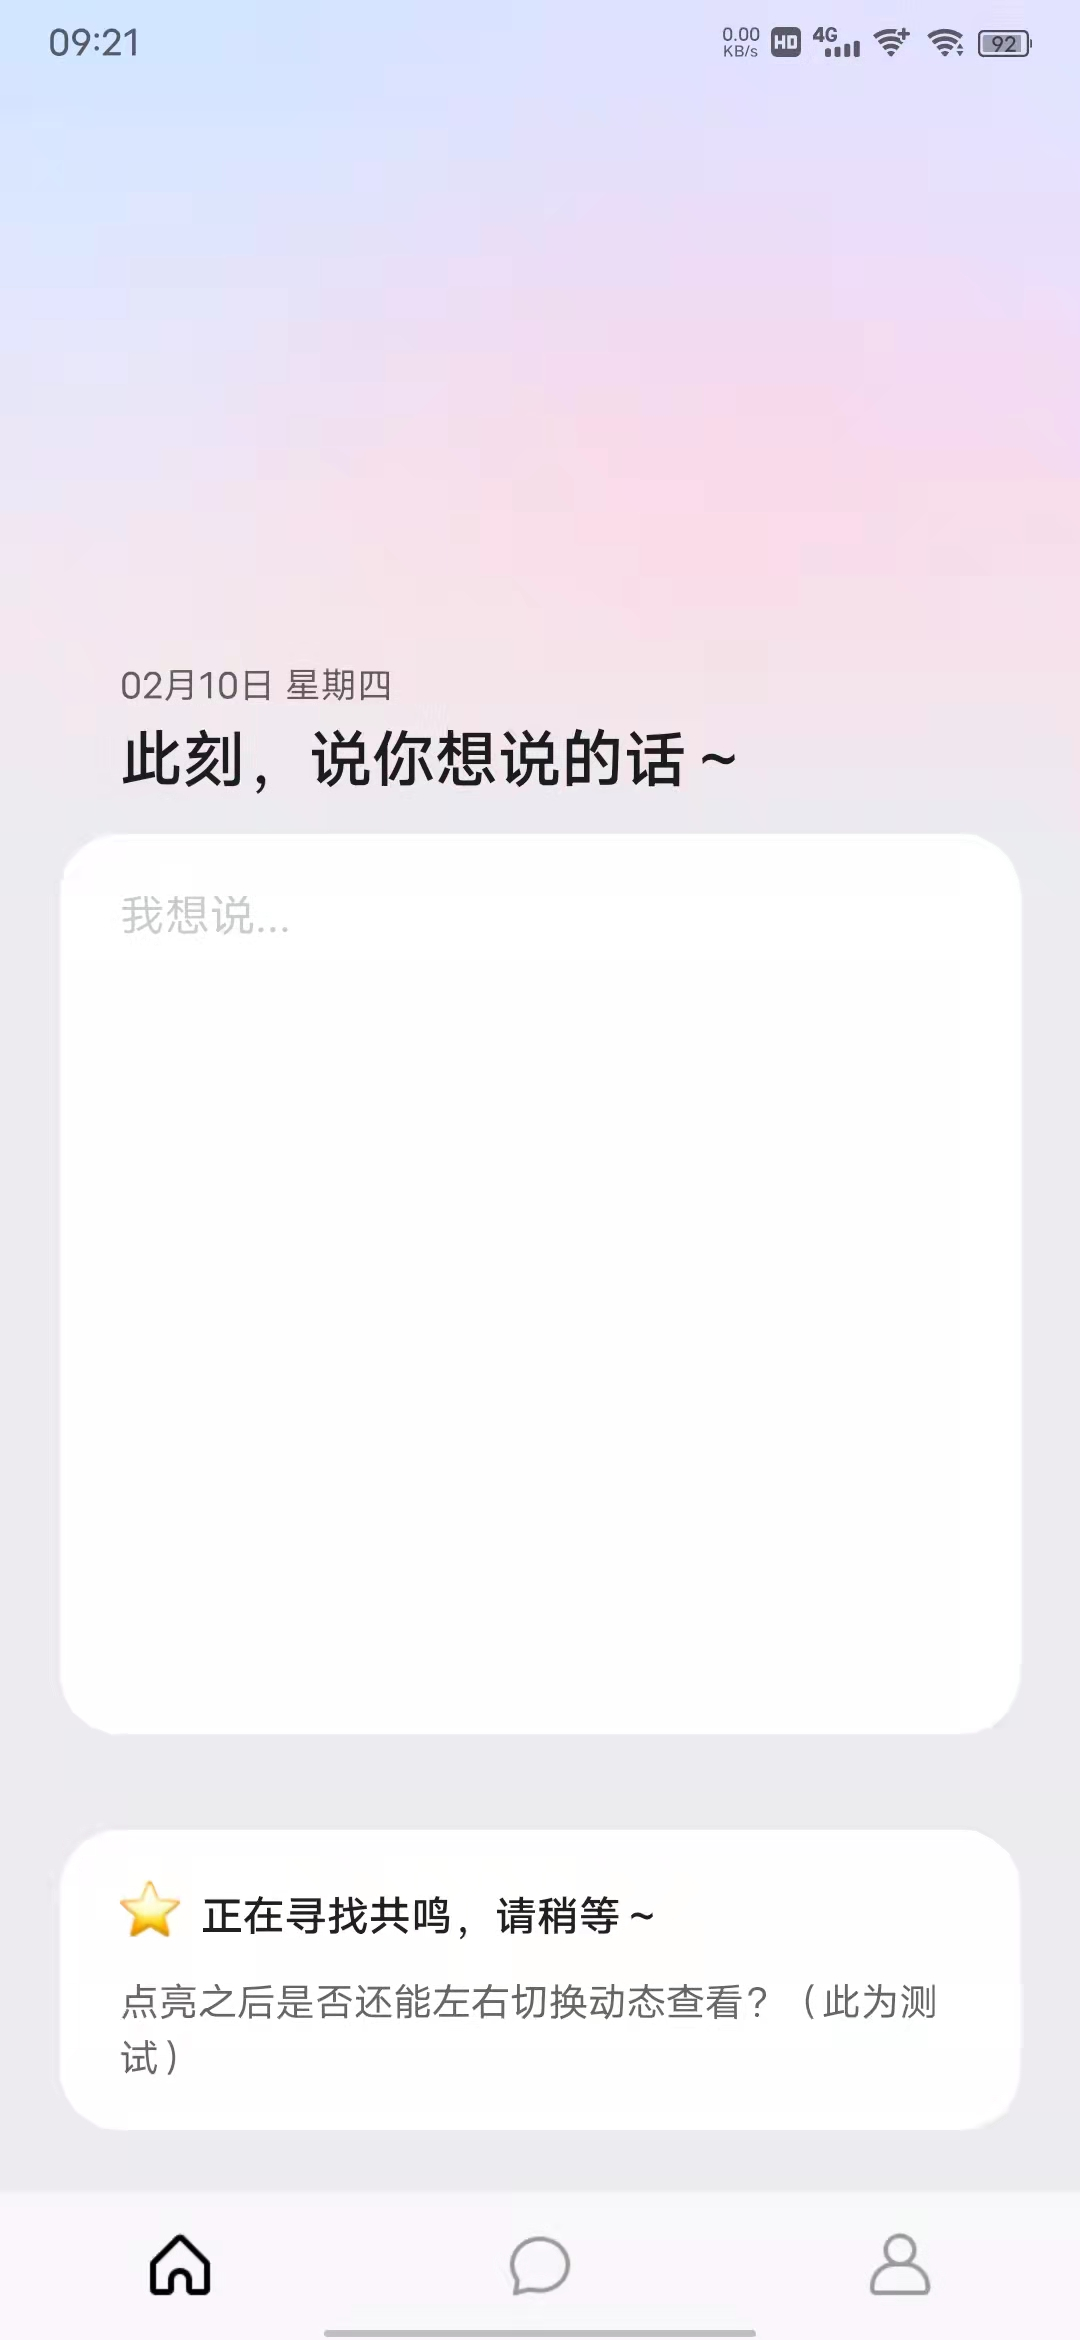 09:21
0.00
KB/s
HD
4G
92
02月10日 星期四
此刻，说你想说的话～
我想说...
正在寻找共鸣，请稍等～
点亮之后是否还能左右切换动态查看？（此为测
试）